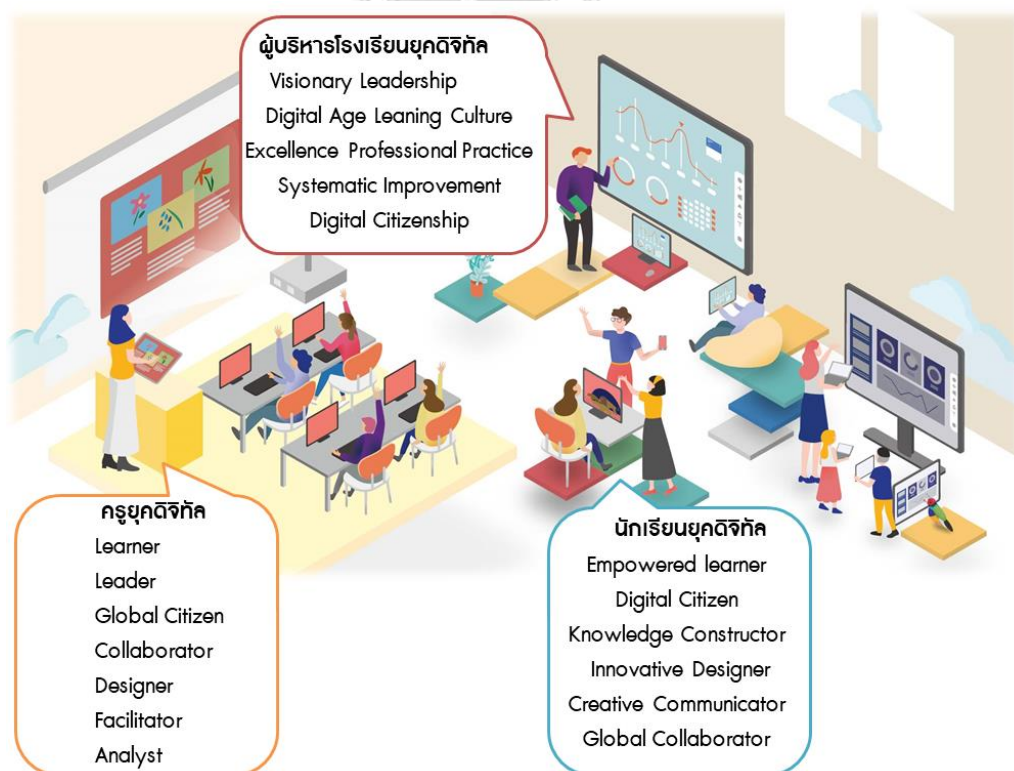 ผู้บริหารโรงเรียนยุคดิจิทัล
Visionary Leadership
Digital Age Leaning Culture
Excellence Professional Practice
Systematic Improvement
Digital Citizenship
ครูยุคดิจิทัล
Learner
Leader
Global Citizen
Collaborator
Designer
Facilitator
Analyst
นักเรียนยุคดิจิทัล
Empowered learner
Digital Citizen
Knowledge Constructor
Innovative Designer
Creative Communicator
Global Collaborator